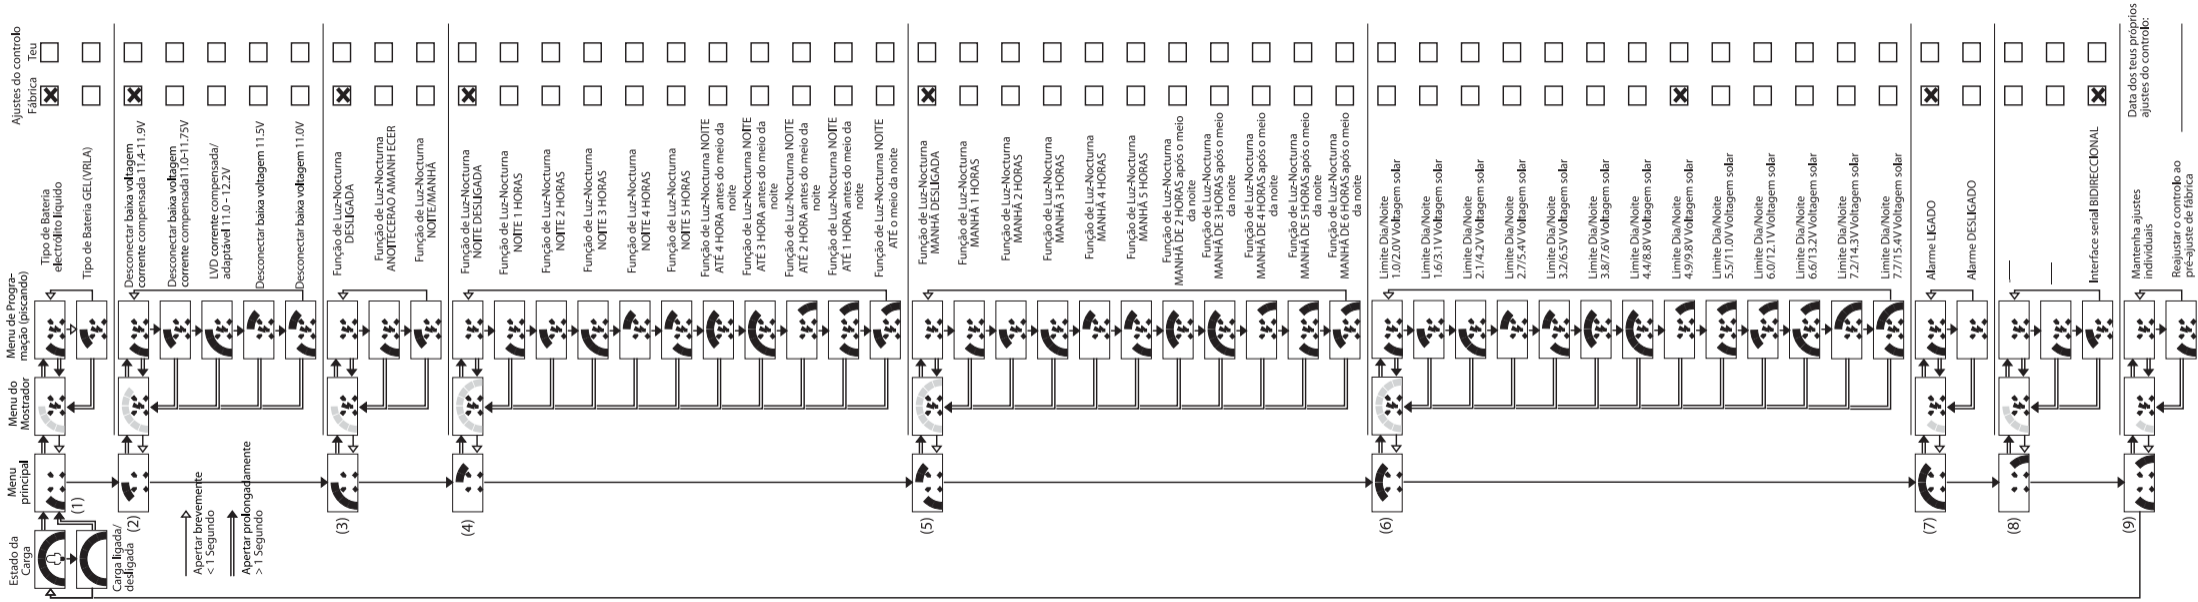 Estado da
Carga
Menu
principal
Menu do
Mostrador
Menu de Progra-
mação (piscando)
Ajustes do controlo
Fábrica
Teu
Carga ligada/
desligada
Apertar brevemente
< 1 Segundo
Apertar prolongadamente
> 1 Segundo
(1)
Tipo de Bateria
electrolito líquido
Tipo de Bateria GEL(VRLA)
(2)
Desconectar baixa voltagem
corrente compensada 11.4-11.9V
Desconectar baixa voltagem
corrente compensada11.0-11.75V
LVD corrente compensada/
adaptável 11.0 - 12.2V
Desconectar baixa voltagem 11.5V
Desconectar baixa voltagem 11.0V
(3)
Função de Luz-Nocturna
DESLIGADA
Função de Luz-Nocturna
ANOITECERAO AMANH ECER
Função de Luz-Nocturna
NOITE/MANHÃ
(4)
Função de Luz-Nocturna
NOITE DESLIGADA
Função de Luz-Nocturna
NOITE 1 HORAS
Função de Luz-Nocturna
NOITE 2 HORAS
Função de Luz-Nocturna
NOITE 3 HORAS
Função de Luz-Nocturna
NOITE 4 HORAS
Função de Luz-Nocturna
NOITE 5 HORAS
Função de Luz-Nocturna NOITE
ATÉ 4 HORA antes do meio da
noite
Função de Luz-Nocturna NOITE
ATÉ 3 HORA antes do meio da
noite
Função de Luz-Nocturna NOITE
ATÉ 2 HORA antes do meio da
noite
Função de Luz-Nocturna NOITE
ATÉ 1 HORA antes do meio da
noite
Função de Luz-Nocturna NOITE
ATÉ o meio da noite
(5)
Função de Luz-Nocturna
MANHÃ DESLIGADA
Função de Luz-Nocturna
MANHÃ 1 HORAS
Função de Luz-Nocturna
MANHÃ 2 HORAS
Função de Luz-Nocturna
MANHÃ 3 HORAS
Função de Luz-Nocturna
MANHÃ 4 HORAS
Função de Luz-Nocturna
MANHÃ 5 HORAS
Função de Luz-Nocturna
MANHÃ DE 2 HORAS após o meio
da noite
Função de Luz-Nocturna
MANHÃ DE 3 HORAS após o meio
da noite
Função de Luz-Nocturna
MANHÃ DE 4 HORAS após o meio
da noite
Função de Luz-Nocturna
MANHÃ DE 5 HORAS após o meio
da noite
Função de Luz-Nocturna
MANHÃ DE 6 HORAS após o meio
da noite
(6)
Limite Dia/Noite
1.0/2.0V Voltagem solar
Limite Dia/Noite
1.6/3.1V Voltagem solar
Limite Dia/Noite
2.1/4.2V Voltagem solar
Limite Dia/Noite
2.7/5.4V Voltagem solar
Limite Dia/Noite
3.2/6.5V Voltagem solar
Limite Dia/Noite
3.8/7.6V Voltagem solar
Limite Dia/Noite
4.4/8.8V Voltagem solar
Limite Dia/Noite
4.9/9.8V Voltagem solar
Limite Dia/Noite
5.5/11.0V Voltagem solar
Limite Dia/Noite
6.0/12.1V Voltagem solar
Limite Dia/Noite
6.6/13.2V Voltagem solar
Limite Dia/Noite
7.2/14.3V Voltagem solar
Limite Dia/Noite
7.7/15.4V Voltagem solar
(7)
Alarme LIGADO
Alarme DESLIGADO
(8)
Interface serial BIDIRECCIONAL
(9)
Mantenha ajustes
individuais
Reajustar o controlo ao
pré-ajuste de fábrica
Data dos teus próprios
ajustes do controlo: